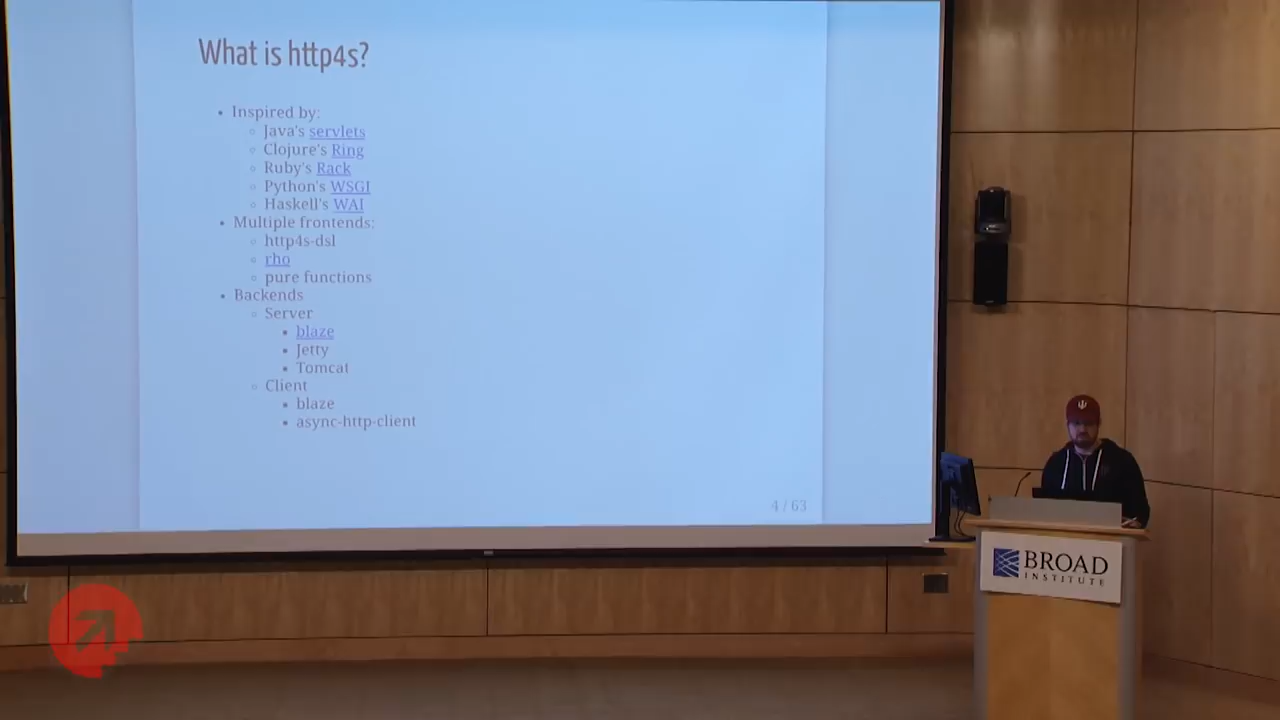 What is http4s?
Inspired by:
Java's servlets
Clojure's Ring
Ruby's Rack
Python's WSGI
Haskell's WAI
Multiple frontends:
http4s-dsl
rho
pure functions
Backends
Server
blaze
Jetty
Tomcat
Client
blaze
async-http-client
4 / 63
BROAD
INSTITUTE